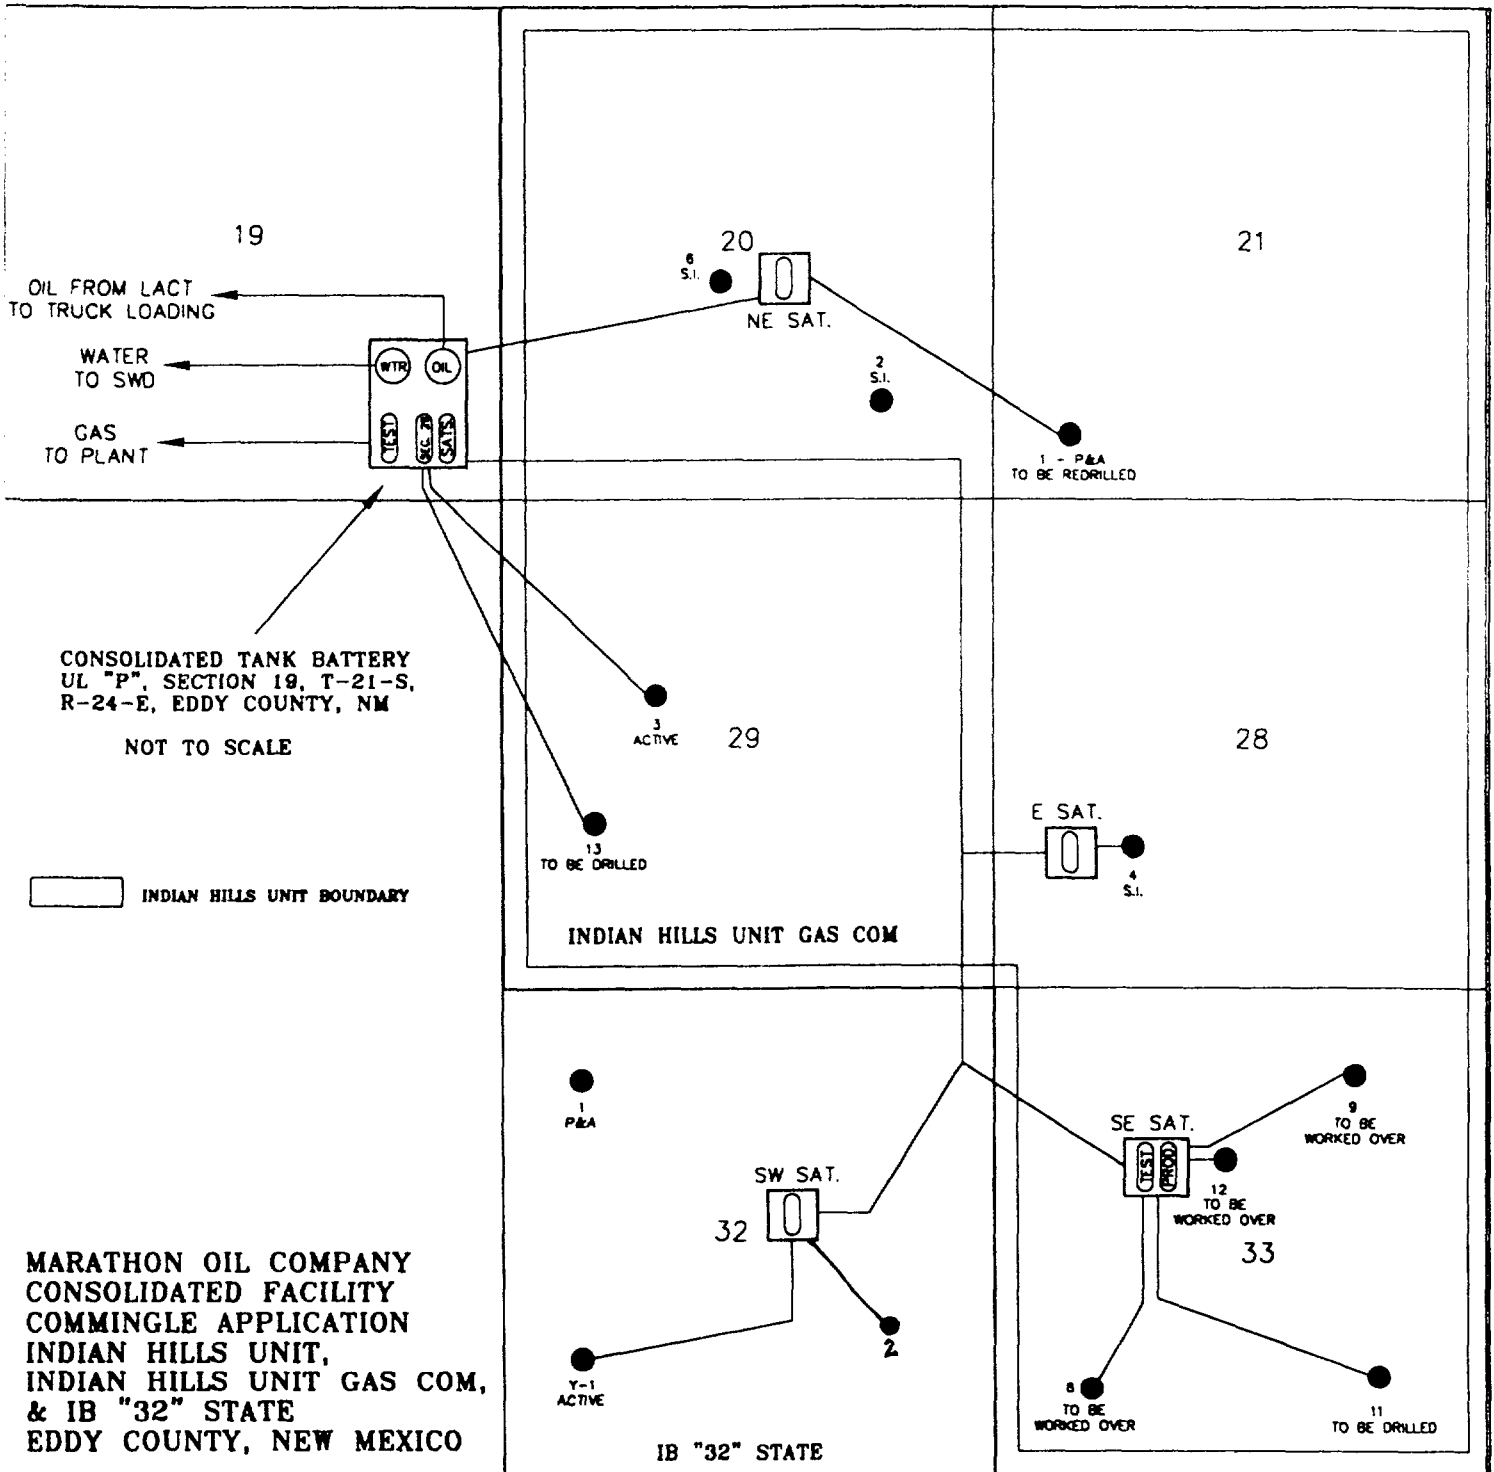 19
20
21
6
S.I.
NE SAT.
OIL FROM LACT
TO TRUCK LOADING
WATER
TO SWD
GAS
TO PLANT
WTR
OIL
TEST
SEC. 29
SATS.
2
S.I.
1 - P&A
TO BE REDRILLED
CONSOLIDATED TANK BATTERY
UL "P", SECTION 19, T-21-S,
R-24-E, EDDY COUNTY, NM
NOT TO SCALE
3
ACTIVE
29
28
13
TO BE DRILLED
E SAT.
4
S.I.
INDIAN HILLS UNIT BOUNDARY
INDIAN HILLS UNIT GAS COM
1
P&A
SW SAT.
32
2
Y-1
ACTIVE
IB "32" STATE
SE SAT.
TEST
PROD
9
TO BE
WORKED OVER
12
TO BE
WORKED OVER
33
8
TO BE
WORKED OVER
11
TO BE DRILLED
MARATHON OIL COMPANY
CONSOLIDATED FACILITY
COMMINGLE APPLICATION
INDIAN HILLS UNIT,
INDIAN HILLS UNIT GAS COM,
& IB "32" STATE
EDDY COUNTY, NEW MEXICO